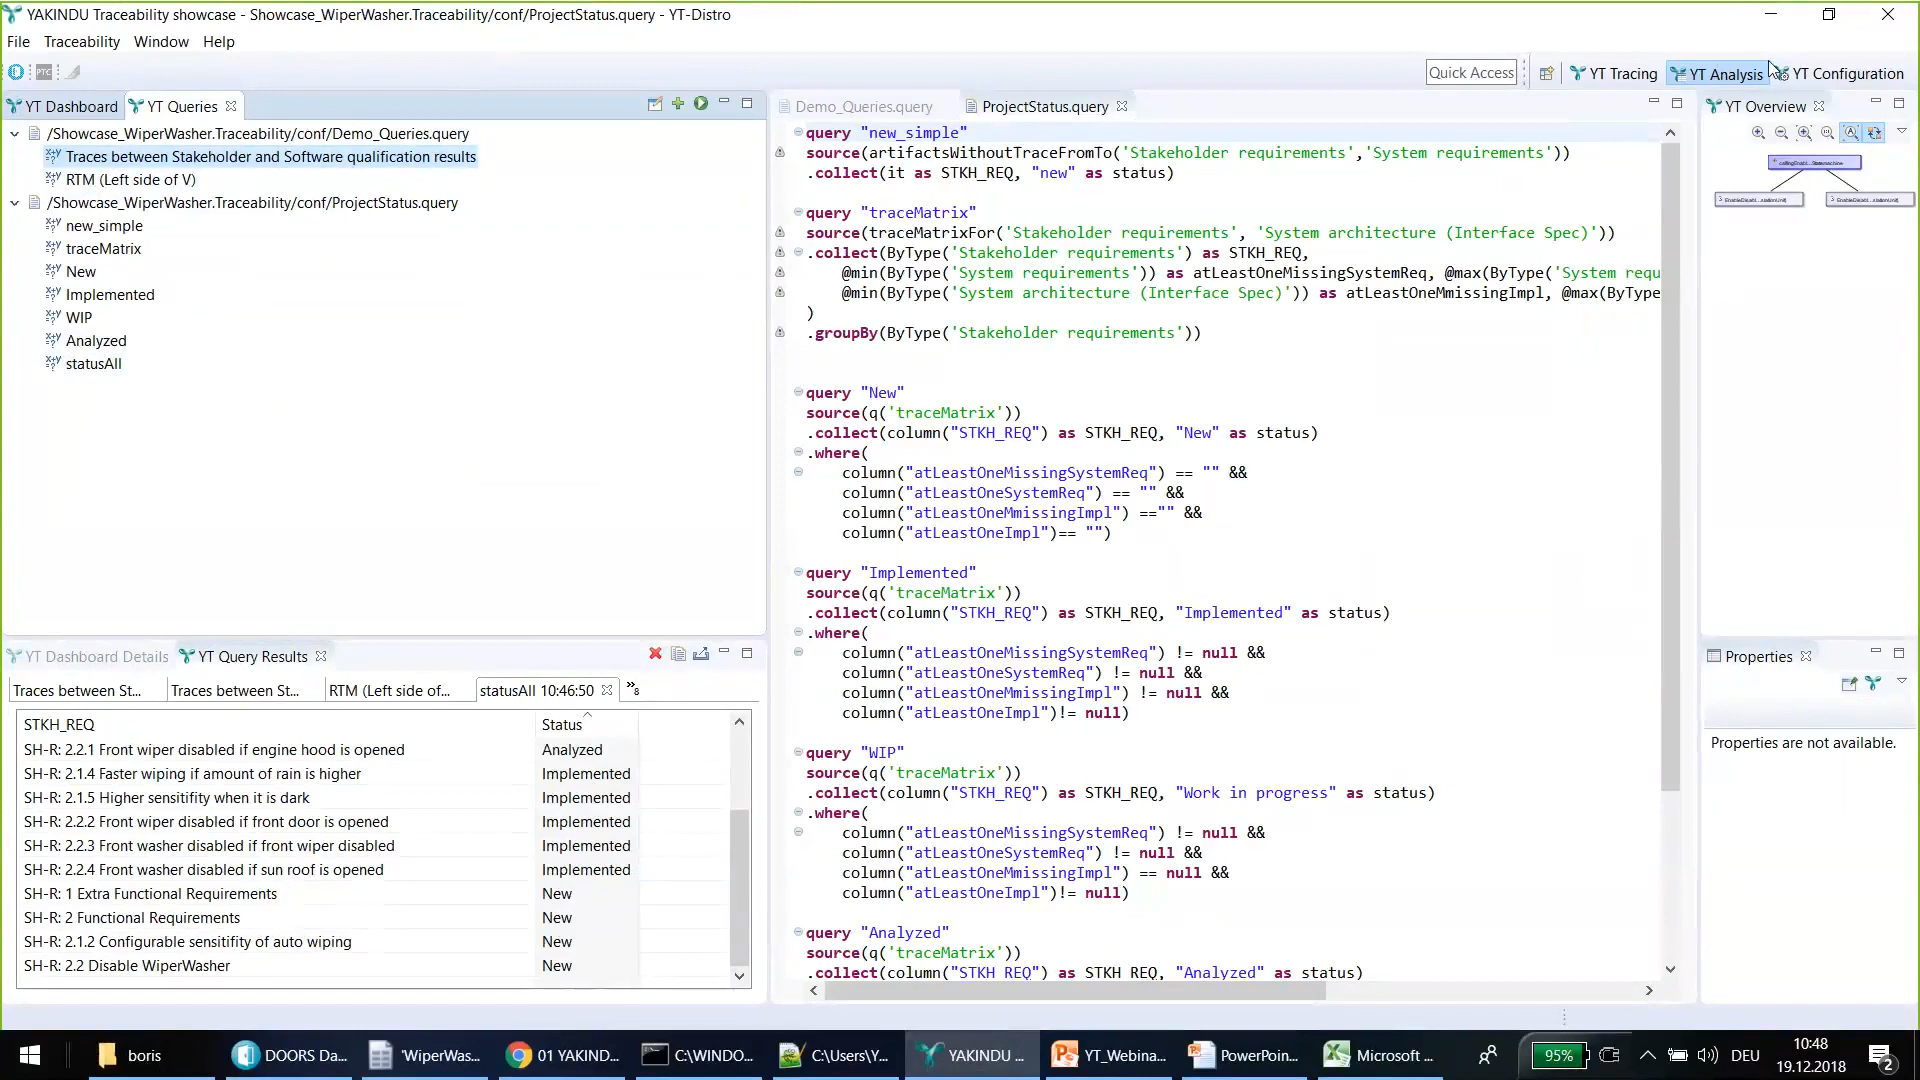 YAKINDU Traceability showcase - Showcase_WiperWasher.Traceability/conf/ProjectStatus.query - YT-Distro
File Traceability Window Help
PTC
Quick Access
YT Tracing
YT Analysis
YT Configuration
YT Dashboard
YT Queries
/Showcase_WiperWasher.Traceability/conf/Demo_Queries.query
Traces between Stakeholder and Software qualification results
RTM (Left side of V)
/Showcase_WiperWasher.Traceability/conf/ProjectStatus.query
new_simple
traceMatrix
New
Implemented
WIP
Analyzed
statusAll
Demo_Queries.query
ProjectStatus.query
query "new_simple"
source(artifactsWithoutTraceFromTo('Stakeholder requirements','System requirements'))
.collect(it as STKH_REQ, "new" as status)
query "traceMatrix"
source(traceMatrixFor('Stakeholder requirements', 'System architecture (Interface Spec)'))
.collect(ByType('Stakeholder requirements') as STKH_REQ,
@min(ByType('System requirements')) as atLeastOneMissingSystemReq, @max(ByType('System requ
@min(ByType('System architecture (Interface Spec)')) as atLeastOneMmissingImpl, @max(ByType
)
.groupBy(ByType('Stakeholder requirements'))
query "New"
source(q('traceMatrix'))
.collect(column("STKH_REQ") as STKH_REQ, "New" as status)
.where(
column("atLeastOneMissingSystemReq") == "" &&
column("atLeastOneSystemReq") == "" &&
column("atLeastOneMmissingImpl") =="" &&
column("atLeastOneImpl")== "")
query "Implemented"
source(q('traceMatrix'))
.collect(column("STKH_REQ") as STKH_REQ, "Implemented" as status)
.where(
column("atLeastOneMissingSystemReq") != null &&
column("atLeastOneSystemReq") != null &&
column("atLeastOneMmissingImpl") != null &&
column("atLeastOneImpl")!= null)
query "WIP"
source(q('traceMatrix'))
.collect(column("STKH_REQ") as STKH_REQ, "Work in progress" as status)
.where(
column("atLeastOneMissingSystemReq") != null &&
column("atLeastOneSystemReq") != null &&
column("atLeastOneMmissingImpl") == null &&
column("atLeastOneImpl")!= null)
query "Analyzed"
source(q('traceMatrix'))
.collect(column("STKH_REQ") as STKH_REQ, "Analyzed" as status)
YT Overview
Properties
Properties are not available.
YT Dashboard Details
YT Query Results
Traces between St...
Traces between St...
RTM (Left side of...
statusAll 10:46:50
8
STKH_REQ Status
SH-R: 2.2.1 Front wiper disabled if engine hood is opened Analyzed
SH-R: 2.1.4 Faster wiping if amount of rain is higher Implemented
SH-R: 2.1.5 Higher sensitifity when it is dark Implemented
SH-R: 2.2.2 Front wiper disabled if front door is opened Implemented
SH-R: 2.2.3 Front washer disabled if front wiper disabled Implemented
SH-R: 2.2.4 Front washer disabled if sun roof is opened Implemented
SH-R: 1 Extra Functional Requirements New
SH-R: 2 Functional Requirements New
SH-R: 2.1.2 Configurable sensitifity of auto wiping New
SH-R: 2.2 Disable WiperWasher New
boris
DOORS Da...
'WiperWas...
01 YAKIND...
C:\WINDO...
C:\Users\Y...
YAKINDU ...
YT_Webina...
PowerPoin...
Microsoft ...
95%
DEU
10:48
19.12.2018
2